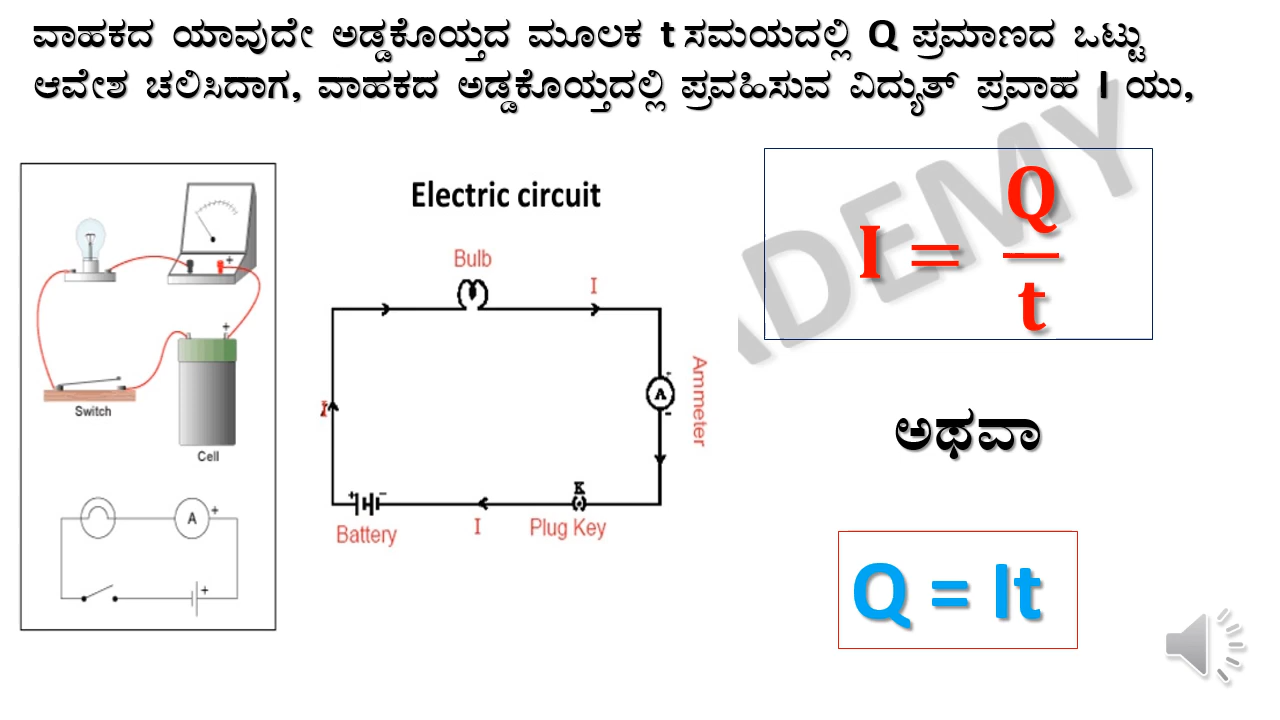 ವಾಹಕದ ಯಾವುದೇ ಅಡ್ಡಕೊಯ್ತದ ಮೂಲಕ t ಸಮಯದಲ್ಲಿ Q ಪ್ರಮಾಣದ ಒಟ್ಟು
ಆವೇಶ ಚಲಿಸಿದಾಗ, ವಾಹಕದ ಅಡ್ಡಕೊಯ್ತದಲ್ಲಿ ಪ್ರವಹಿಸುವ ವಿದ್ಯುತ್ ಪ್ರವಾಹ I ಯು,
+
+
Switch
Cell
A +
+
Electric circuit
Bulb
I
+
A
-
Ammeter
I
+ -
K
Battery
I
Plug Key
ADEMY
I = Q/t
ಅಥವಾ
Q = It